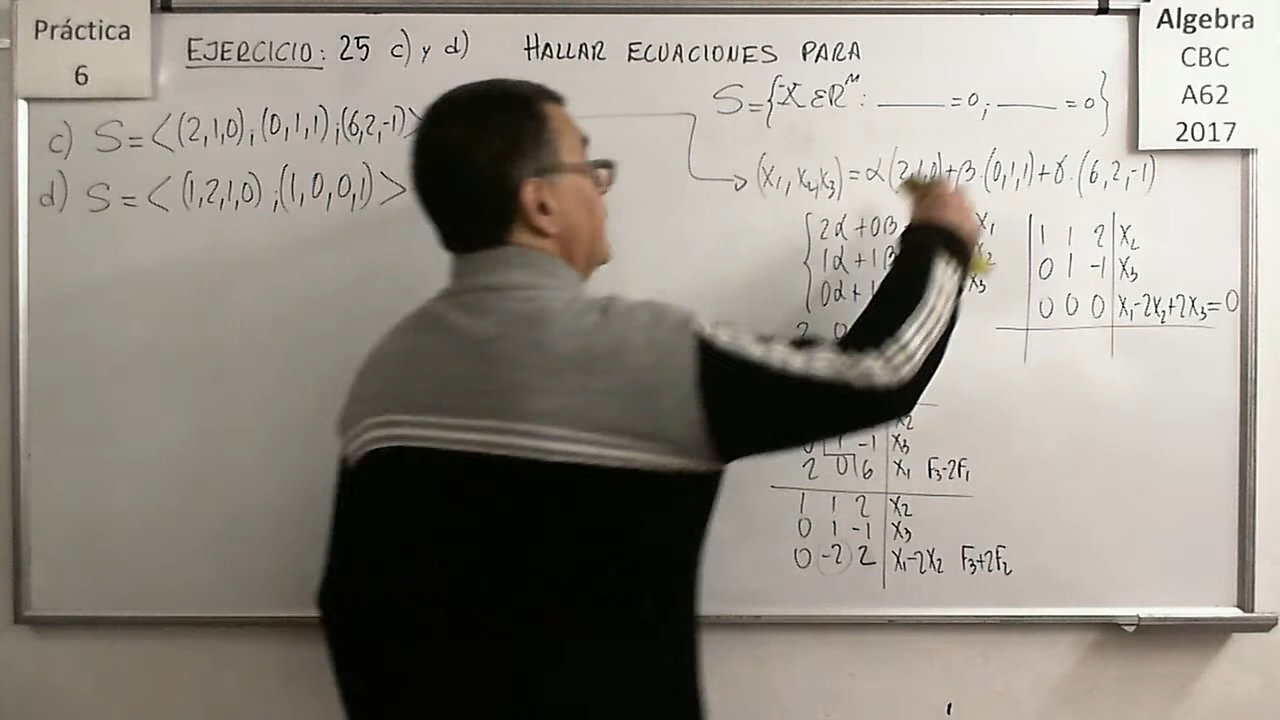 Práctica
6
EJERCICIO: 25 c) y d) HALLAR ECUACIONES PARA
S={X ε R^n : ____ =0; ____ =0}
Algebra
CBC
A62
2017
c) S=<(2,1,0);(0,1,1);(6,2,-1)>
d) S=<(1,2,1,0);(1,0,0,1)>
(X1,X2,X3)=α(2,1,0)+β.(0,1,1)+γ.(6,2,-1)
2α+0β X1
1α+1β X2
0α+1 X3
2 0
1 1 2 | X2
0 1 -1 | X3
0 0 0 | X1-2X2+2X3=0
X2
0 1 -1 | X3
2 0 6 | X1 F3-2F1
1 1 2 | X2
0 1 -1 | X3
0 -2 2 | X1-2X2 F3+2F2